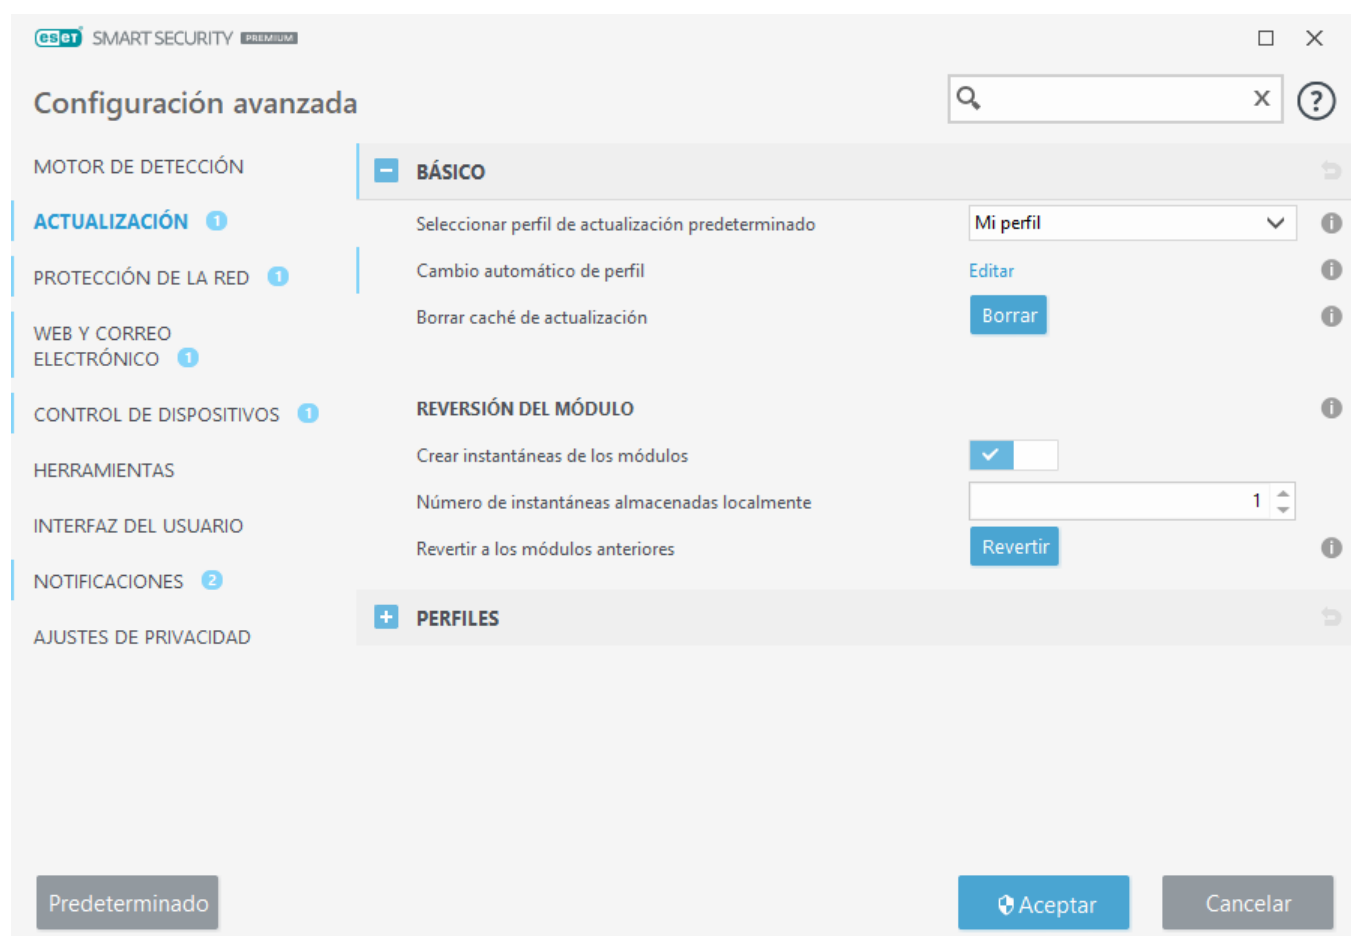 eset SMART SECURITY PREMIUM
Configuración avanzada
x
?
MOTOR DE DETECCIÓN
ACTUALIZACIÓN 1
PROTECCIÓN DE LA RED 1
WEB Y CORREO
ELECTRÓNICO 1
CONTROL DE DISPOSITIVOS 1
HERRAMIENTAS
INTERFAZ DEL USUARIO
NOTIFICACIONES 2
AJUSTES DE PRIVACIDAD
BÁSICO
Seleccionar perfil de actualización predeterminado Mi perfil
Cambio automático de perfil Editar
Borrar caché de actualización Borrar
REVERSIÓN DEL MÓDULO
Crear instantáneas de los módulos
Número de instantáneas almacenadas localmente 1
Revertir a los módulos anteriores Revertir
PERFILES
Predeterminado
Aceptar
Cancelar